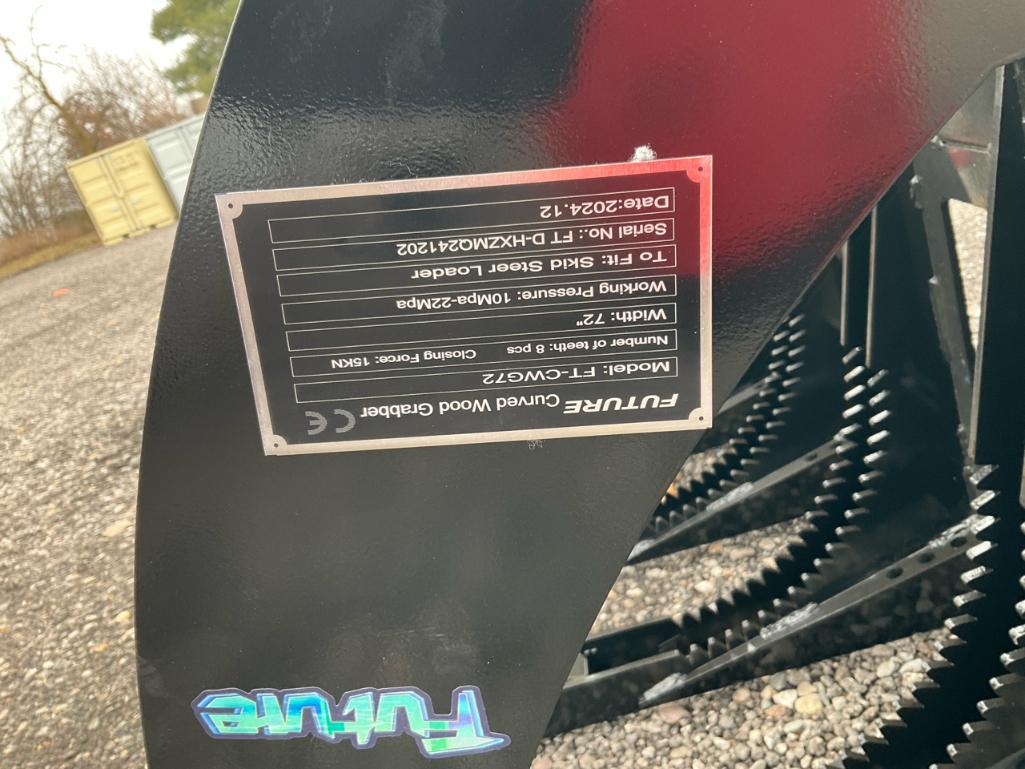 FUTURE Curved Wood Grabber CE
Model: FT-CWG72
Number of teeth: 8 pcs Closing Force: 15KN
Width: 72"
Working Pressure: 10Mpa-22Mpa
To Fit: Skid Steer Loader
Serial No.: FT D-HXZMQ241202
Date:2024.12
Future